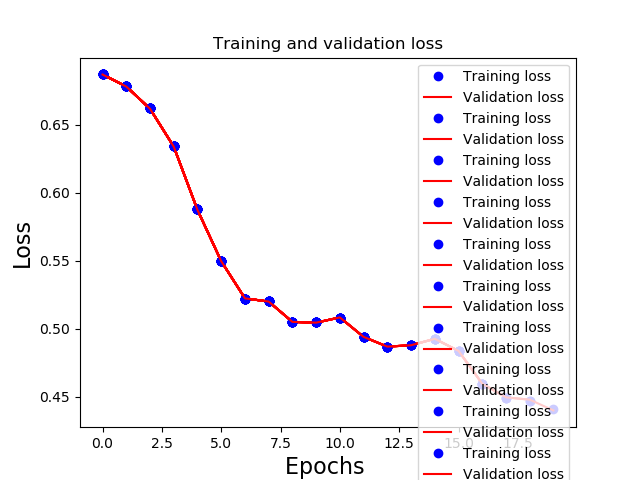 Training and validation loss
Training loss
Validation loss
Training loss
Validation loss
Training loss
Validation loss
Training loss
Validation loss
Training loss
Validation loss
Training loss
Validation loss
Training loss
Validation loss
Training loss
Validation loss
Training loss
Validation loss
Training loss
Validation loss
0.65
0.60
0.55
0.50
0.45
Loss
0.0 2.5 5.0 7.5 10.0 12.5 15.0 17.5
Epochs